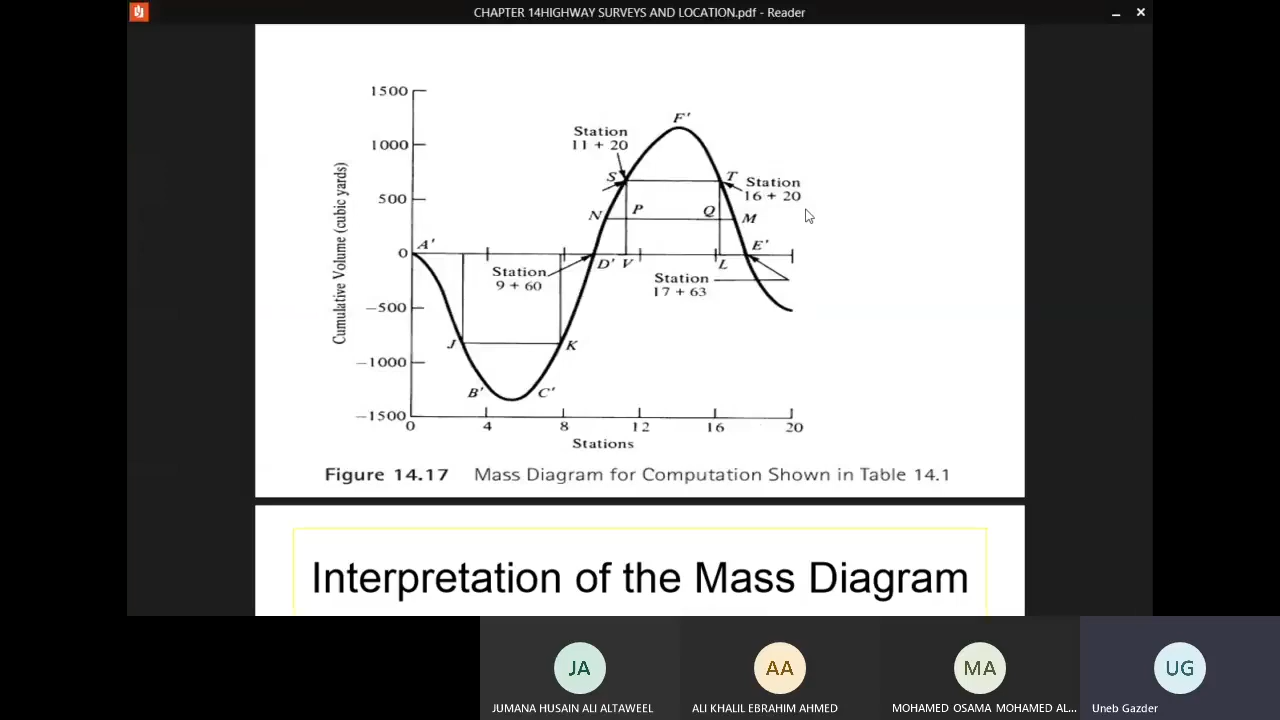 CHAPTER 14HIGHWAY SURVEYS AND LOCATION.pdf - Reader
1500
1000
500
0
−500
−1000
−1500
Cumulative Volume (cubic yards)
Station
11 + 20
F'
S
T
Station
16 + 20
N
P
Q
M
A'
E'
D'
V
L
Station
9 + 60
Station
17 + 63
J
K
B'
C'
0
4
8
12
16
20
Stations
Figure 14.17 Mass Diagram for Computation Shown in Table 14.1
Interpretation of the Mass Diagram
JA
AA
MA
UG
JUMANA HUSAIN ALI ALTAWEEL
ALI KHALIL EBRAHIM AHMED
MOHAMED OSAMA MOHAMED AL...
Uneb Gazder